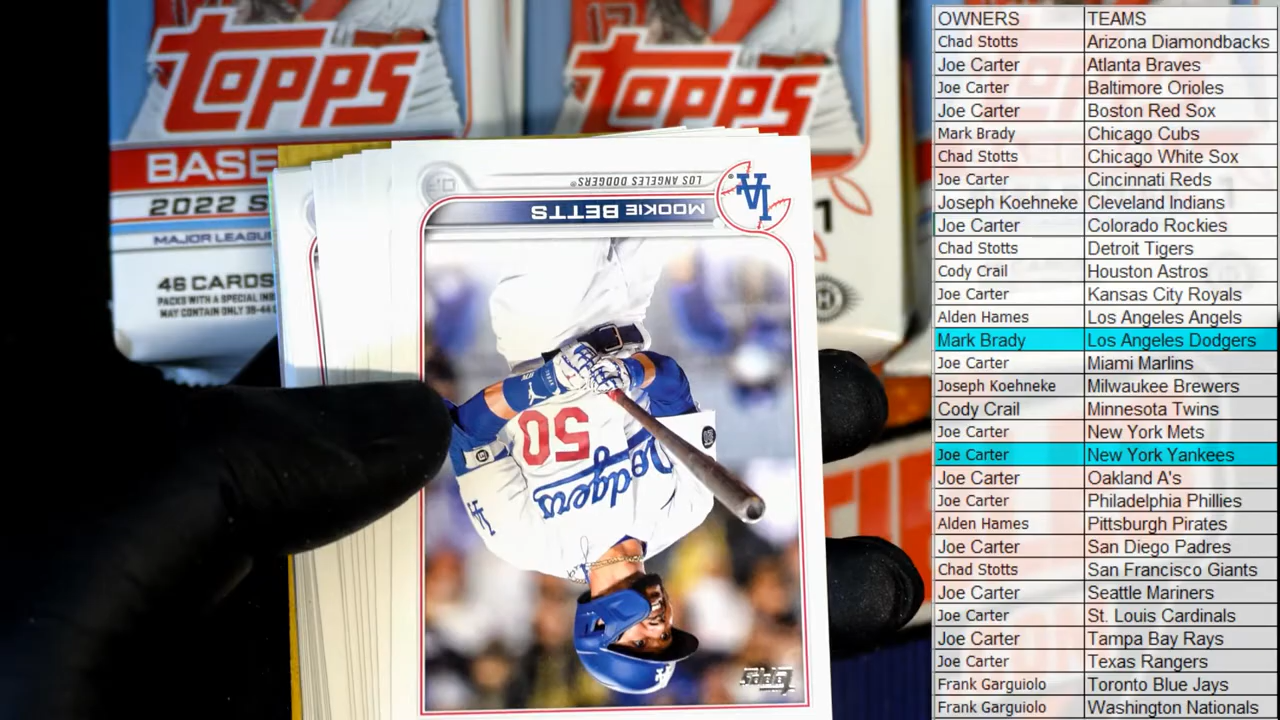 TOPPS
TOPPS
BASE
2022 S
MAJOR LEAGU
46 CARDS
PACKS WITH A SPECIAL INS
MAY CONTAIN ONLY 39-44
1
LOS ANGELES DODGERS®
MOOKIE BETTS
LA
50
Dodgers
LA
Topps
OWNERS TEAMS
Chad Stotts Arizona Diamondbacks
Joe Carter Atlanta Braves
Joe Carter Baltimore Orioles
Joe Carter Boston Red Sox
Mark Brady Chicago Cubs
Chad Stotts Chicago White Sox
Joe Carter Cincinnati Reds
Joseph Koehneke Cleveland Indians
Joe Carter Colorado Rockies
Chad Stotts Detroit Tigers
Cody Crail Houston Astros
Joe Carter Kansas City Royals
Alden Hames Los Angeles Angels
Mark Brady Los Angeles Dodgers
Joe Carter Miami Marlins
Joseph Koehneke Milwaukee Brewers
Cody Crail Minnesota Twins
Joe Carter New York Mets
Joe Carter New York Yankees
Joe Carter Oakland A's
Joe Carter Philadelphia Phillies
Alden Hames Pittsburgh Pirates
Joe Carter San Diego Padres
Chad Stotts San Francisco Giants
Joe Carter Seattle Mariners
Joe Carter St. Louis Cardinals
Joe Carter Tampa Bay Rays
Joe Carter Texas Rangers
Frank Garguiolo Toronto Blue Jays
Frank Garguiolo Washington Nationals